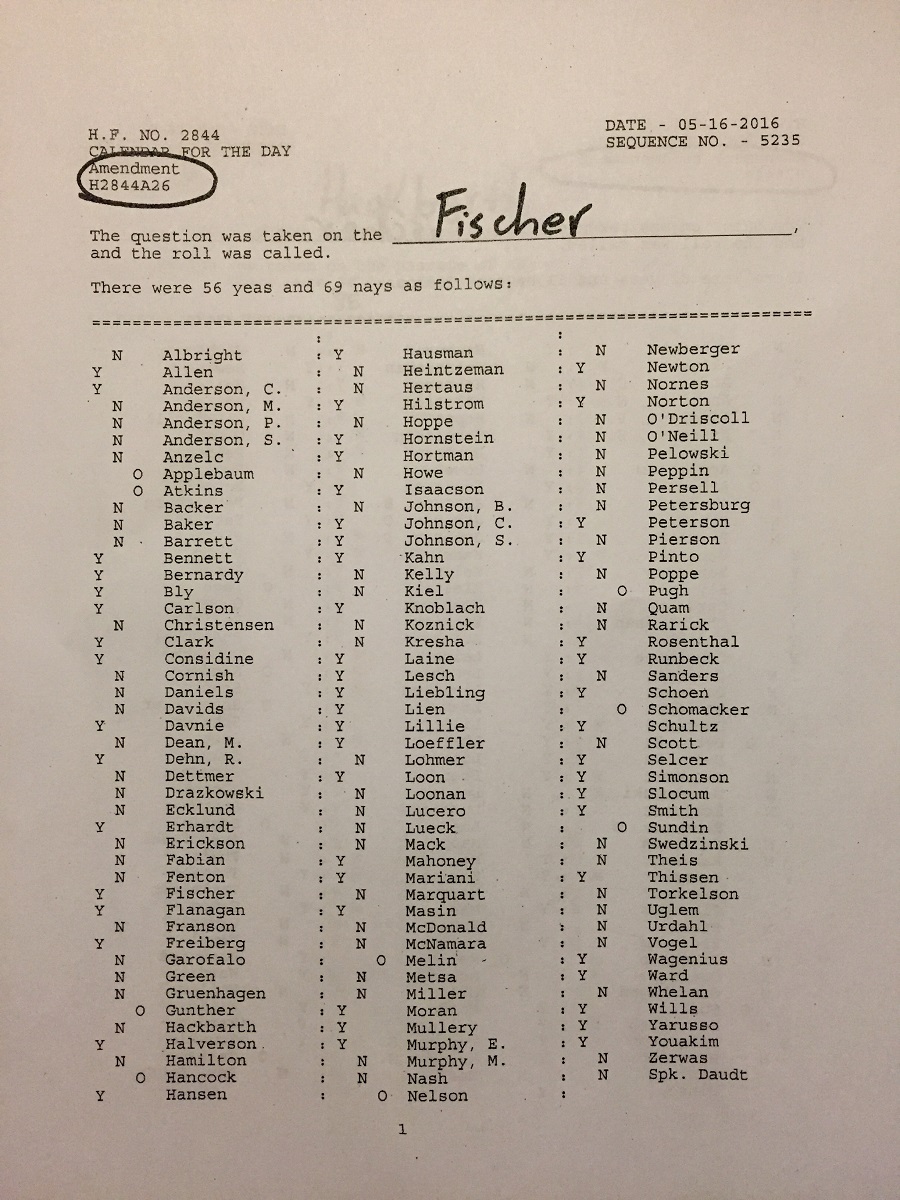 H.F. NO. 2844
CALENDAR FOR THE DAY
Amendment
H2844A26
DATE - 05-16-2016
SEQUENCE NO. - 5235
The question was taken on the Fischer,
and the roll was called.
There were 56 yeas and 69 nays as follows:
================================================================================
: :
N Albright : Y Hausman : N Newberger
Y Allen : N Heintzeman : Y Newton
Y Anderson, C. : N Hertaus : N Nornes
N Anderson, M. : Y Hilstrom : Y Norton
N Anderson, P. : N Hoppe : N O'Driscoll
N Anderson, S. : Y Hornstein : N O'Neill
N Anzelc : Y Hortman : N Pelowski
O Applebaum : N Howe : N Peppin
O Atkins : Y Isaacson : N Persell
N Backer : N Johnson, B. : N Petersburg
N Baker : Y Johnson, C. : Y Peterson
N Barrett : Y Johnson, S. : N Pierson
Y Bennett : Y Kahn : Y Pinto
Y Bernardy : N Kelly : N Poppe
Y Bly : N Kiel : O Pugh
Y Carlson : Y Knoblach : N Quam
N Christensen : N Koznick : N Rarick
Y Clark : N Kresha : Y Rosenthal
Y Considine : Y Laine : Y Runbeck
N Cornish : Y Lesch : N Sanders
N Daniels : Y Liebling : Y Schoen
N Davids : Y Lien : O Schomacker
Y Davnie : Y Lillie : Y Schultz
N Dean, M. : Y Loeffler : N Scott
Y Dehn, R. : N Lohmer : Y Selcer
N Dettmer : Y Loon : Y Simonson
N Drazkowski : N Loonan : Y Slocum
N Ecklund : N Lucero : Y Smith
Y Erhardt : N Lueck : O Sundin
N Erickson : N Mack : N Swedzinski
N Fabian : Y Mahoney : N Theis
N Fenton : Y Mariani : Y Thissen
Y Fischer : N Marquart : N Torkelson
Y Flanagan : Y Masin : N Uglem
N Franson : N McDonald : N Urdahl
Y Freiberg : N McNamara : N Vogel
N Garofalo : O Melin : Y Wagenius
N Green : N Metsa : Y Ward
N Gruenhagen : N Miller : N Whelan
O Gunther : Y Moran : Y Wills
N Hackbarth : Y Mullery : Y Yarusso
Y Halverson : Y Murphy, E. : Y Youakim
N Hamilton : N Murphy, M. : N Zerwas
O Hancock : N Nash : N Spk. Daudt
Y Hansen : O Nelson :
1